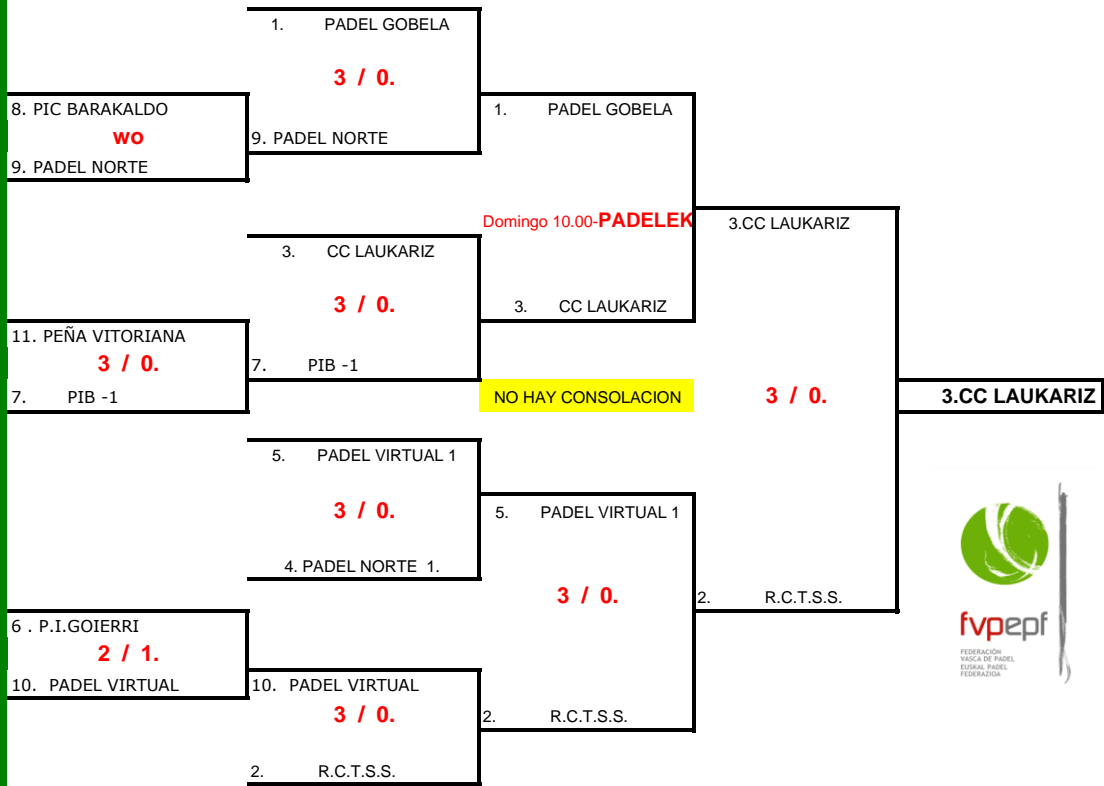 1. PADEL GOBELA
3 / 0.
8. PIC BARAKALDO
wo
9. PADEL NORTE
9. PADEL NORTE
1. PADEL GOBELA
Domingo 10.00-PADELEK
3.CC LAUKARIZ
3. CC LAUKARIZ
3 / 0.
3. CC LAUKARIZ
11. PEÑA VITORIANA
3 / 0.
7. PIB -1
7. PIB -1
NO HAY CONSOLACION
3 / 0.
3.CC LAUKARIZ
5. PADEL VIRTUAL 1
3 / 0.
4. PADEL NORTE 1.
5. PADEL VIRTUAL 1
3 / 0.
2. R.C.T.S.S.
6 . P.I.GOIERRI
2 / 1.
10. PADEL VIRTUAL
10. PADEL VIRTUAL
3 / 0.
2. R.C.T.S.S.
2. R.C.T.S.S.
fvpepf
FEDERACIÓN
VASCA DE PADEL
EUSKAL PADEL
FEDERAZIOA